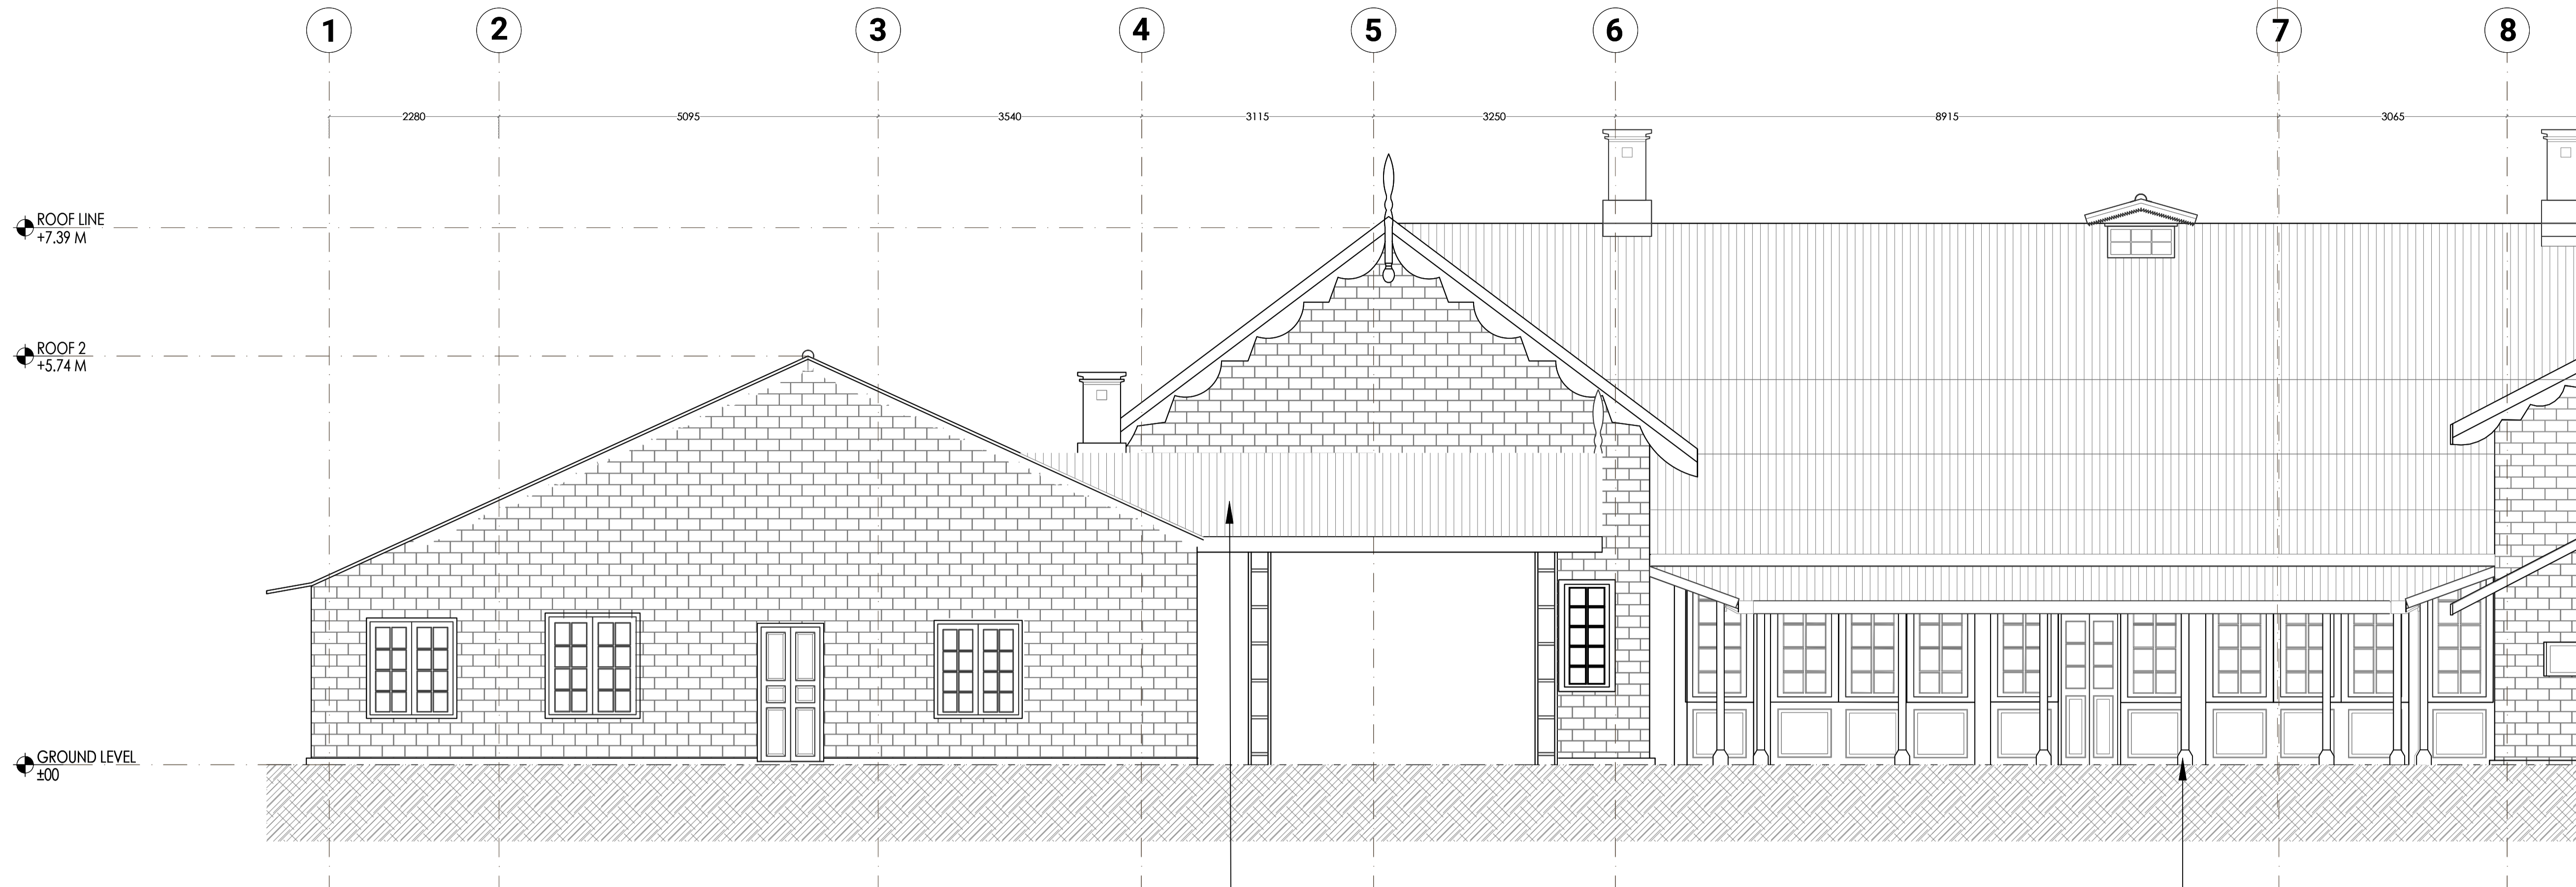 1 2 3 4 5 6 7 8
2280 5095 3540 3115 3250 8915 3065
ROOF LINE
+7.39 M
ROOF 2
+5.74 M
GROUND LEVEL
±00